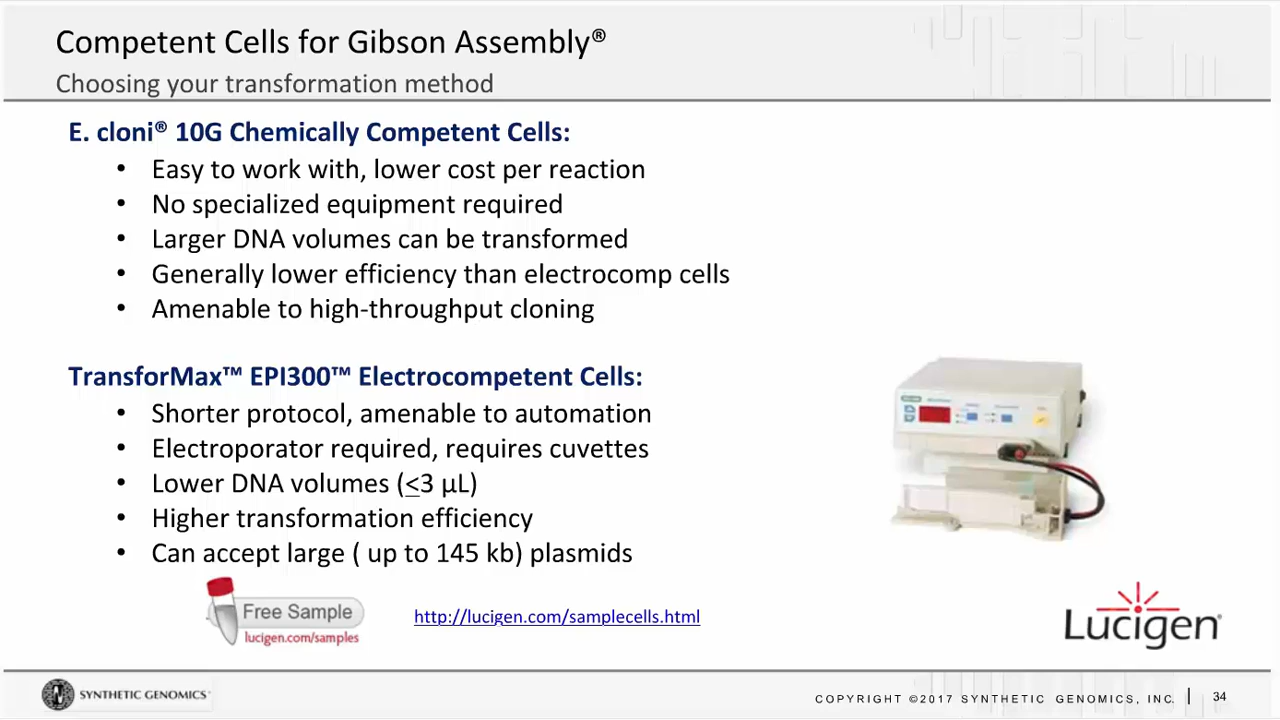 Competent Cells for Gibson Assembly®
Choosing your transformation method
E. cloni® 10G Chemically Competent Cells:
• Easy to work with, lower cost per reaction
• No specialized equipment required
• Larger DNA volumes can be transformed
• Generally lower efficiency than electrocomp cells
• Amenable to high-throughput cloning
TransforMax™ EPI300™ Electrocompetent Cells:
• Shorter protocol, amenable to automation
• Electroporator required, requires cuvettes
• Lower DNA volumes (≤3 µL)
• Higher transformation efficiency
• Can accept large ( up to 145 kb) plasmids
Free Sample
lucigen.com/samples
http://lucigen.com/samplecells.html
Lucigen®
SYNTHETIC GENOMICS®
COPYRIGHT ©2017 SYNTHETIC GENOMICS, INC. | 34